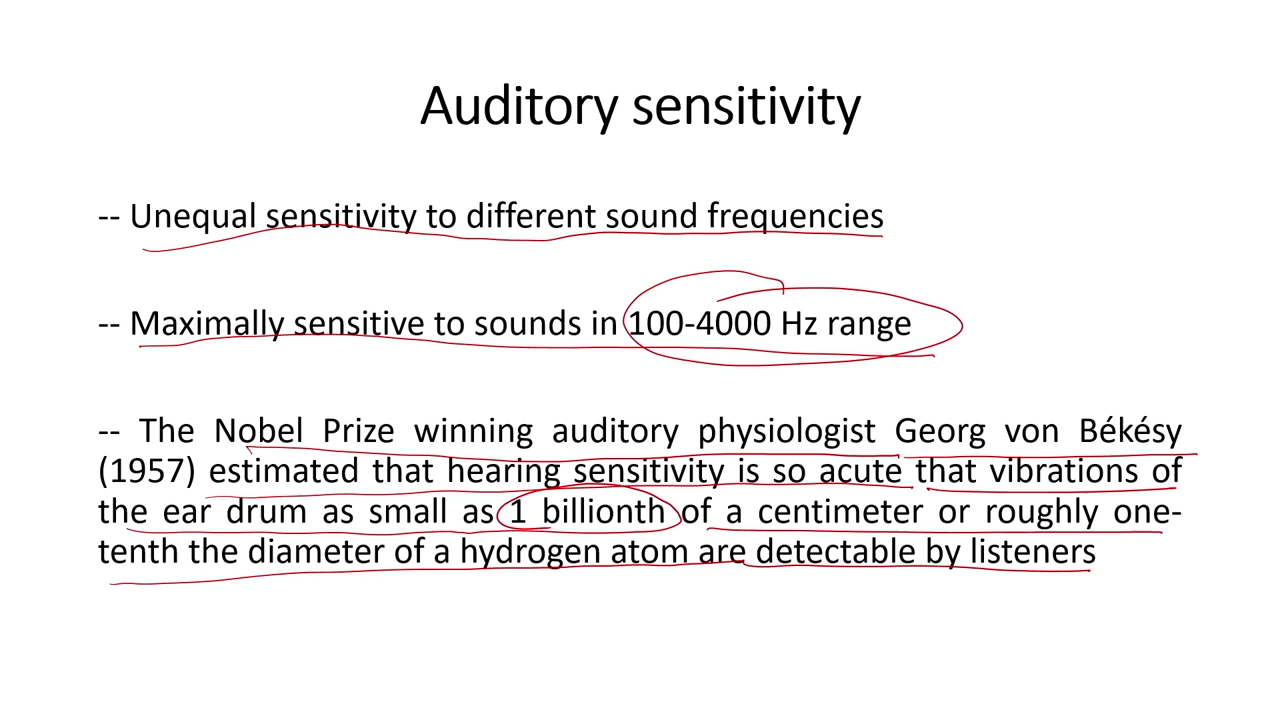 Auditory sensitivity
-- Unequal sensitivity to different sound frequencies
-- Maximally sensitive to sounds in 100-4000 Hz range
-- The Nobel Prize winning auditory physiologist Georg von Békésy
(1957) estimated that hearing sensitivity is so acute that vibrations of
the ear drum as small as 1 billionth of a centimeter or roughly one-
tenth the diameter of a hydrogen atom are detectable by listeners